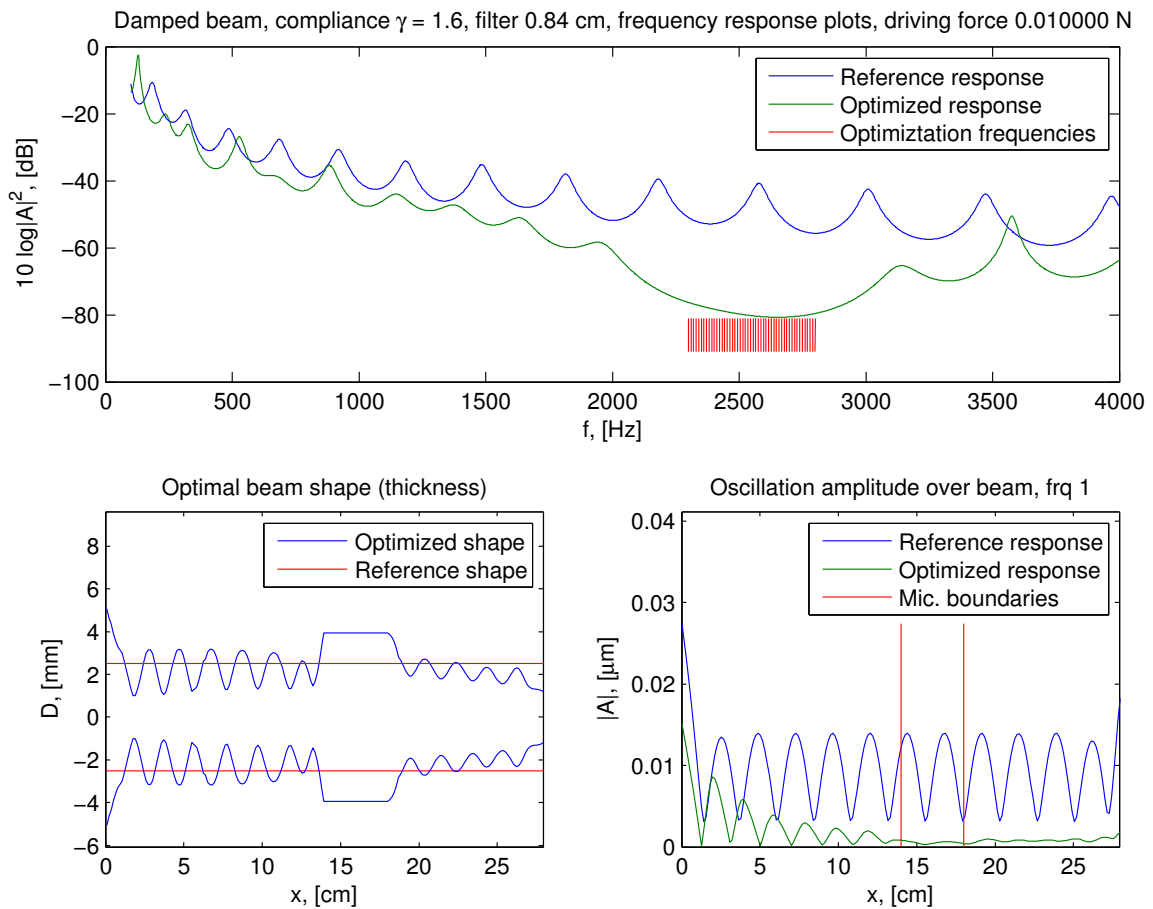 Damped beam, compliance γ = 1.6, filter 0.84 cm, frequency response plots, driving force 0.010000 N
0
−20
−40
−60
−80
−100
10 log|A|², [dB]
0 500 1000 1500 2000 2500 3000 3500 4000
f, [Hz]
Reference response
Optimized response
Optimiztation frequencies
Optimal beam shape (thickness)
8
6
4
2
0
−2
−4
−6
D, [mm]
0 5 10 15 20 25
x, [cm]
Optimized shape
Reference shape
Oscillation amplitude over beam, frq 1
0.04
0.03
0.02
0.01
0
|A|, [μm]
0 5 10 15 20 25
x, [cm]
Reference response
Optimized response
Mic. boundaries